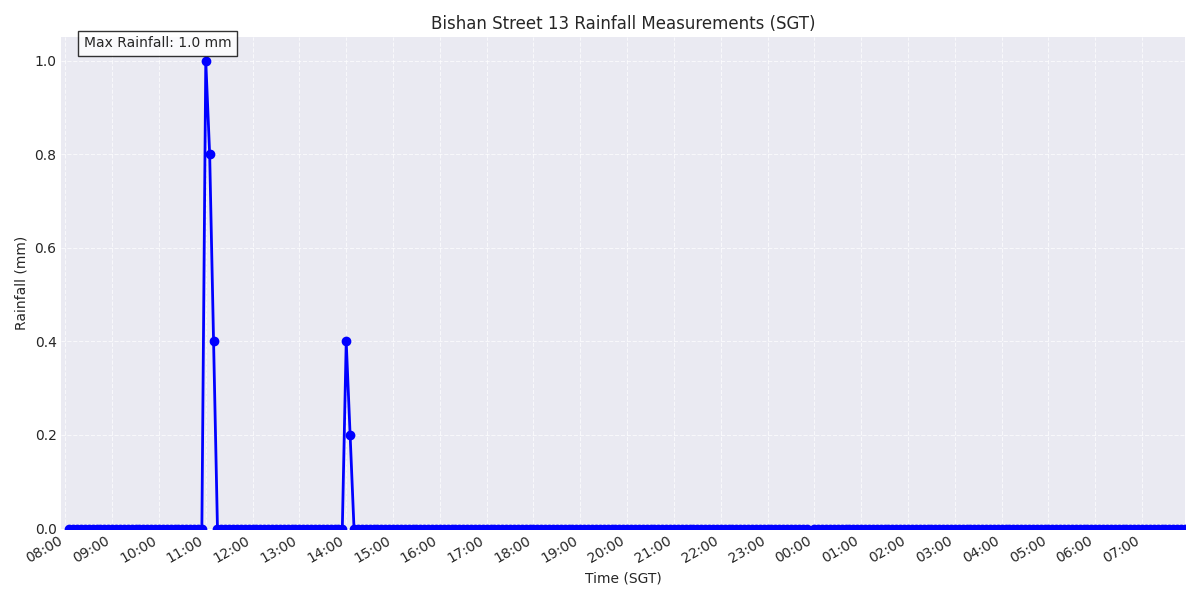 Bishan Street 13 Rainfall Measurements (SGT)
Max Rainfall: 1.0 mm
1.0
0.8
0.6
0.4
0.2
0.0
Rainfall (mm)
08:00 09:00 10:00 11:00 12:00 13:00 14:00 15:00 16:00 17:00 18:00 19:00 20:00 21:00 22:00 23:00 00:00 01:00 02:00 03:00 04:00 05:00 06:00 07:00
Time (SGT)